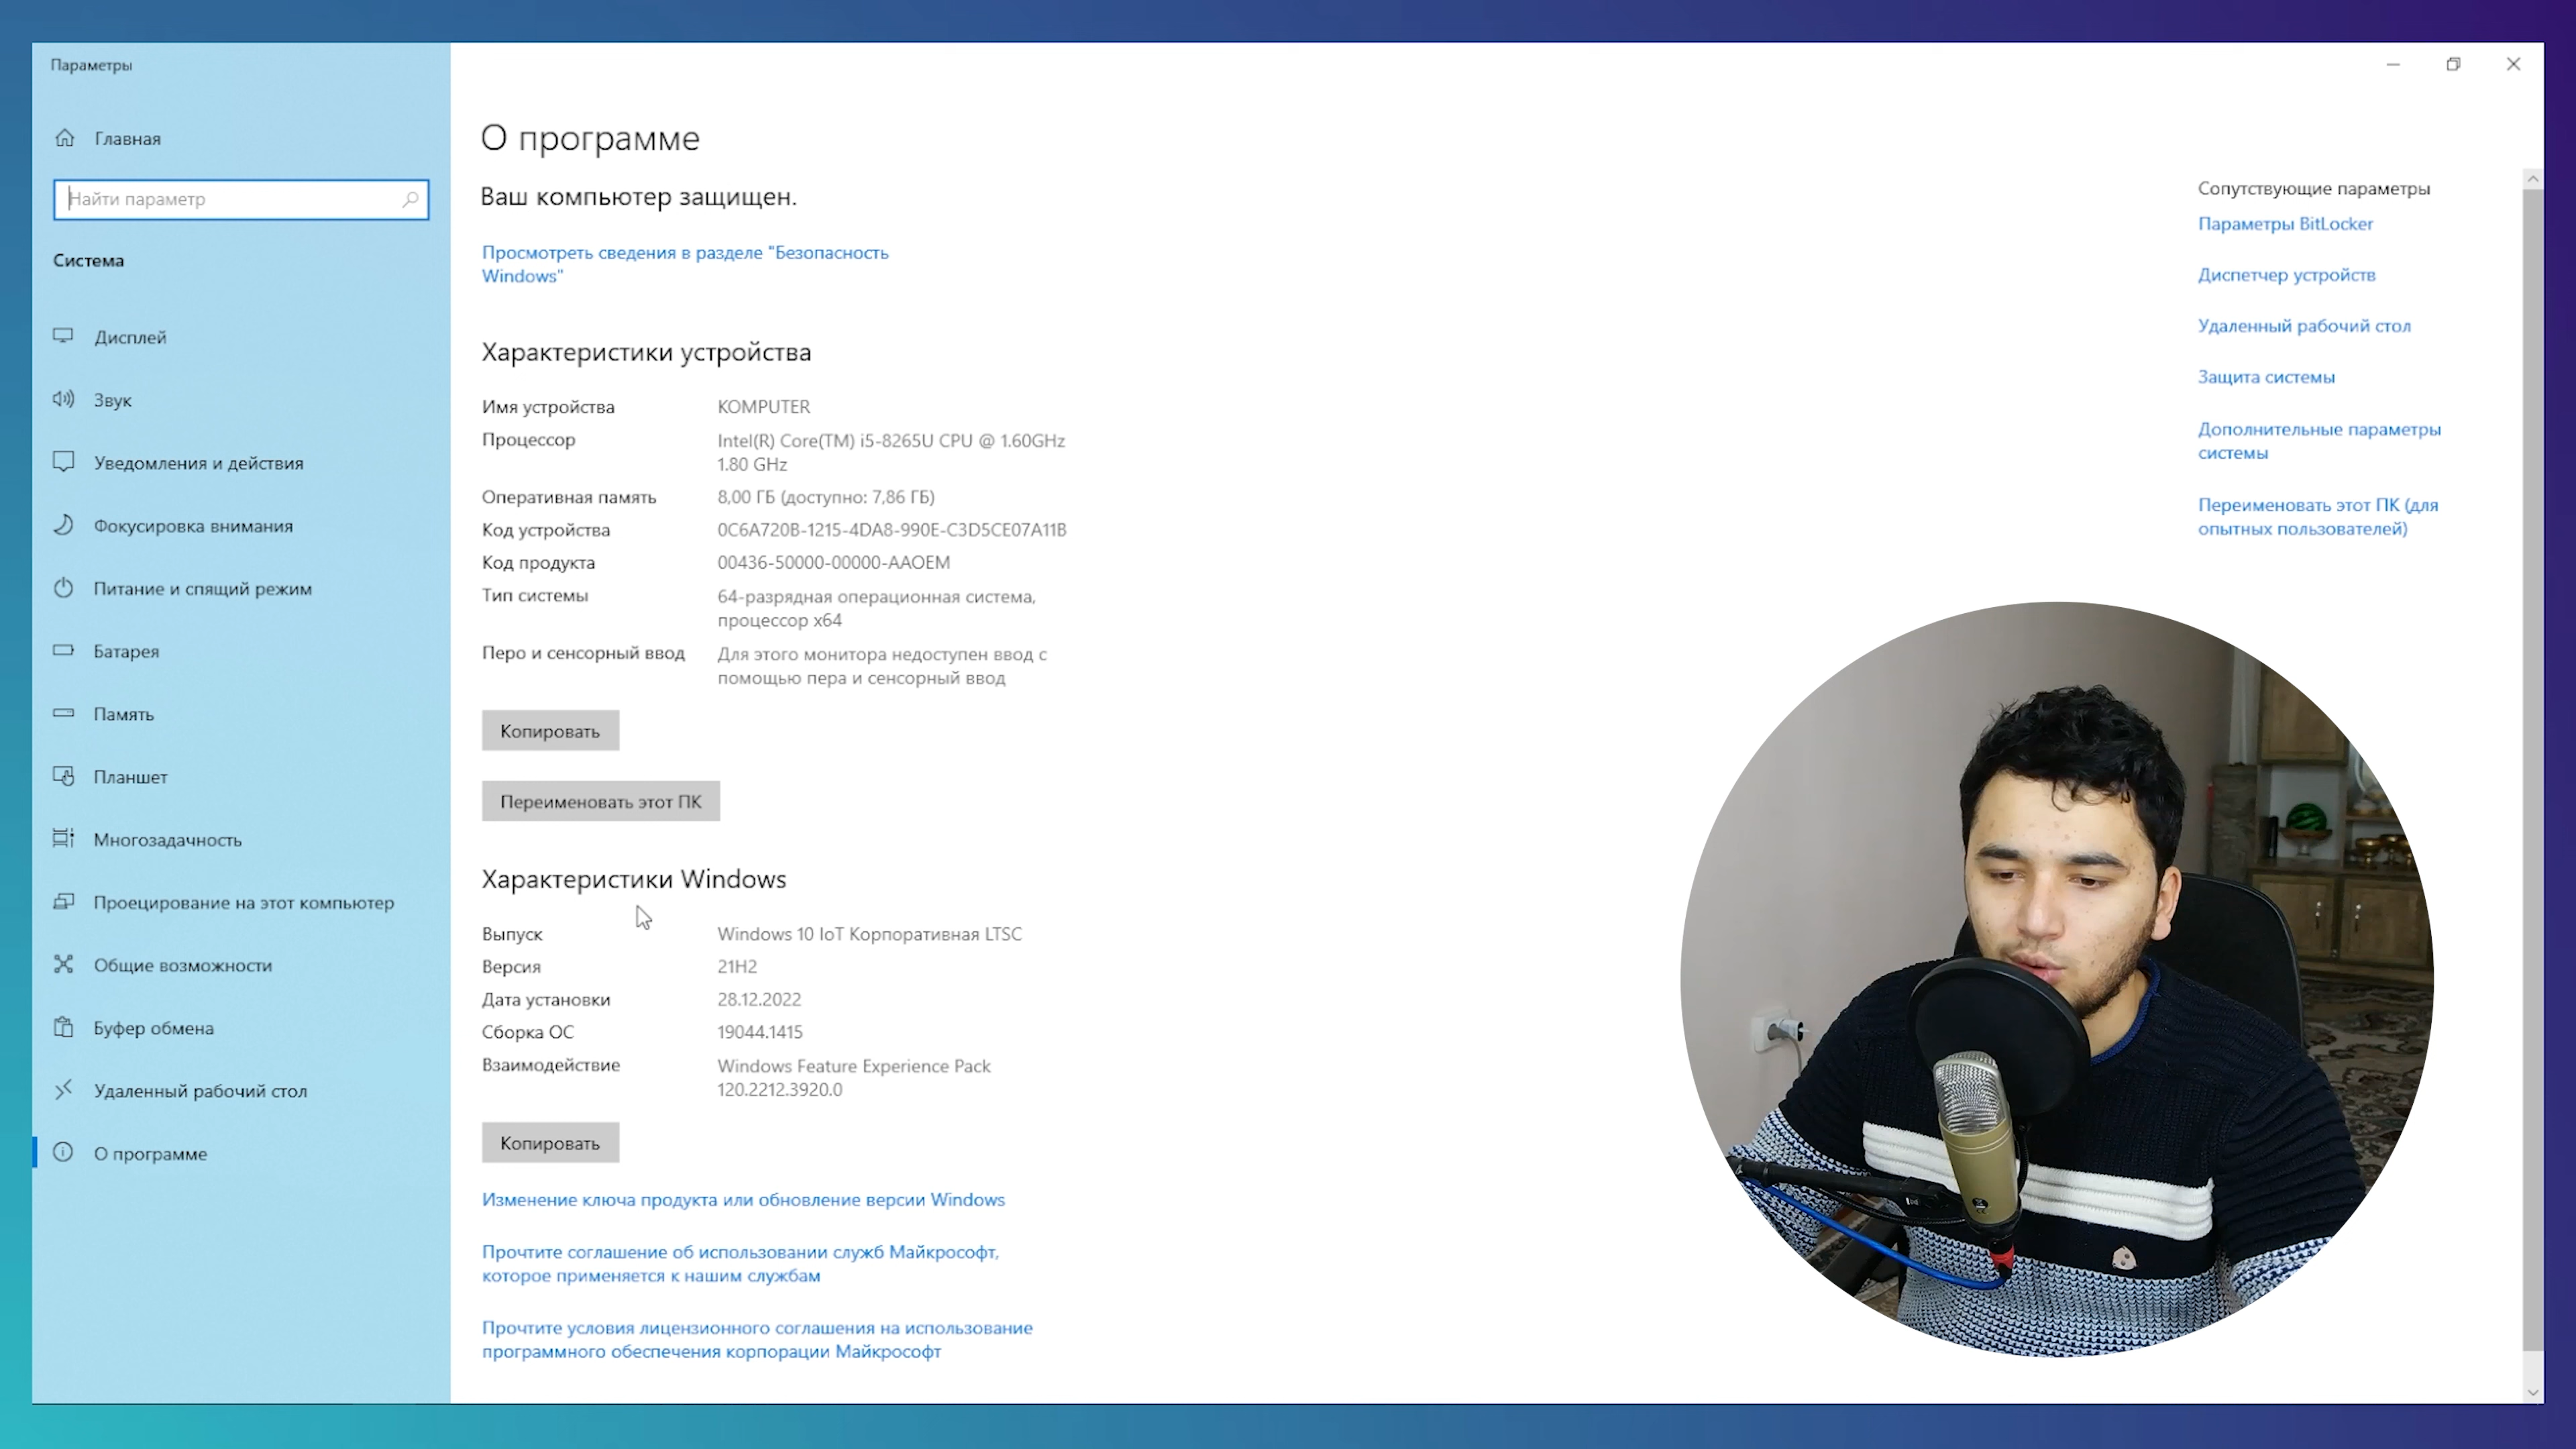 Параметры
Главная
Найти параметр
Система
Дисплей
Звук
Уведомления и действия
Фокусировка внимания
Питание и спящий режим
Батарея
Память
Планшет
Многозадачность
Проецирование на этот компьютер
Общие возможности
Буфер обмена
Удаленный рабочий стол
О программе
О программе
Ваш компьютер защищен.
Просмотреть сведения в разделе "Безопасность
Windows"
Характеристики устройства
Имя устройства KOMPUTER
Процессор Intel(R) Core(TM) i5-8265U CPU @ 1.60GHz
1.80 GHz
Оперативная память 8,00 ГБ (доступно: 7,86 ГБ)
Код устройства 0C6A720B-1215-4DA8-990E-C3D5CE07A11B
Код продукта 00436-50000-00000-AAOEM
Тип системы 64-разрядная операционная система,
процессор x64
Перо и сенсорный ввод Для этого монитора недоступен ввод с
помощью пера и сенсорный ввод
Копировать
Переименовать этот ПК
Характеристики Windows
Выпуск Windows 10 IoT Корпоративная LTSC
Версия 21H2
Дата установки 28.12.2022
Сборка ОС 19044.1415
Взаимодействие Windows Feature Experience Pack
120.2212.3920.0
Копировать
Изменение ключа продукта или обновление версии Windows
Прочтите соглашение об использовании служб Майкрософт,
которое применяется к нашим службам
Прочтите условия лицензионного соглашения на использование
программного обеспечения корпорации Майкрософт
Сопутствующие параметры
Параметры BitLocker
Диспетчер устройств
Удаленный рабочий стол
Защита системы
Дополнительные параметры
системы
Переименовать этот ПК (для
опытных пользователей)